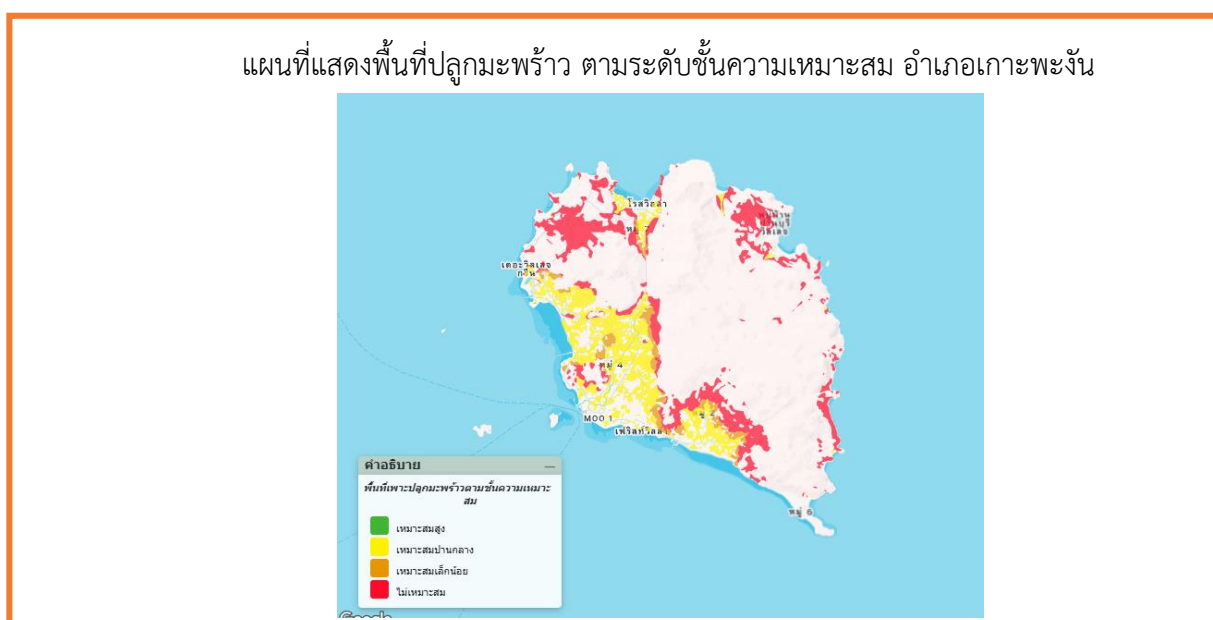 แผนที่แสดงพื้นที่ปลูกมะพร้าว ตามระดับชั้นความเหมาะสม อำเภอเกาะพะงัน
โรสวิลล่า
หมู่ 7
เดอะวิลเลจ
กรีน
หมู่ 4
MOO 1
เฟิร์สท์วิลล่า
หมู่ 6
คำอธิบาย
พื้นที่เพาะปลูกมะพร้าวตามชั้นความเหมาะ
สม
เหมาะสมสูง
เหมาะสมปานกลาง
เหมาะสมเล็กน้อย
ไม่เหมาะสม
Google